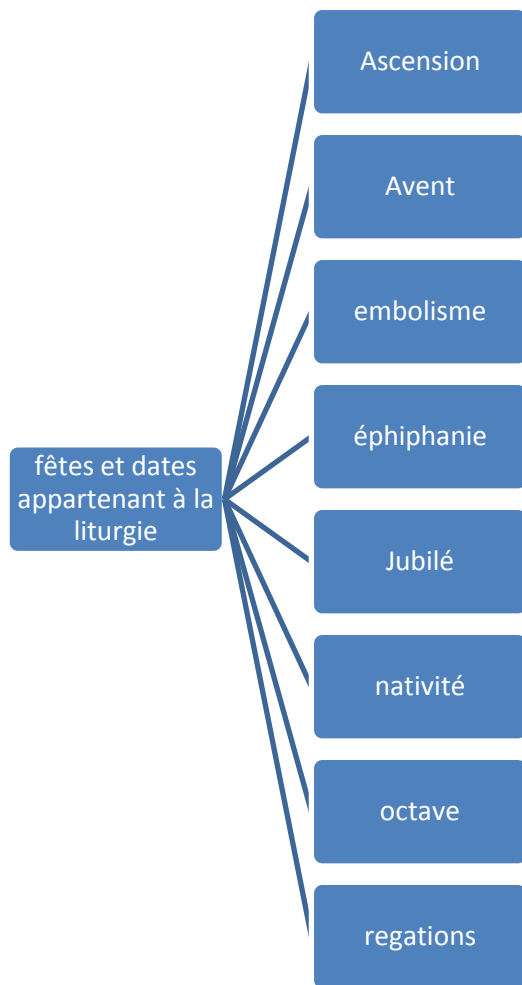 Ascension
Avent
embolisme
éphiphanie
fêtes et dates
appartenant à la
liturgie
Jubilé
nativité
octave
regations